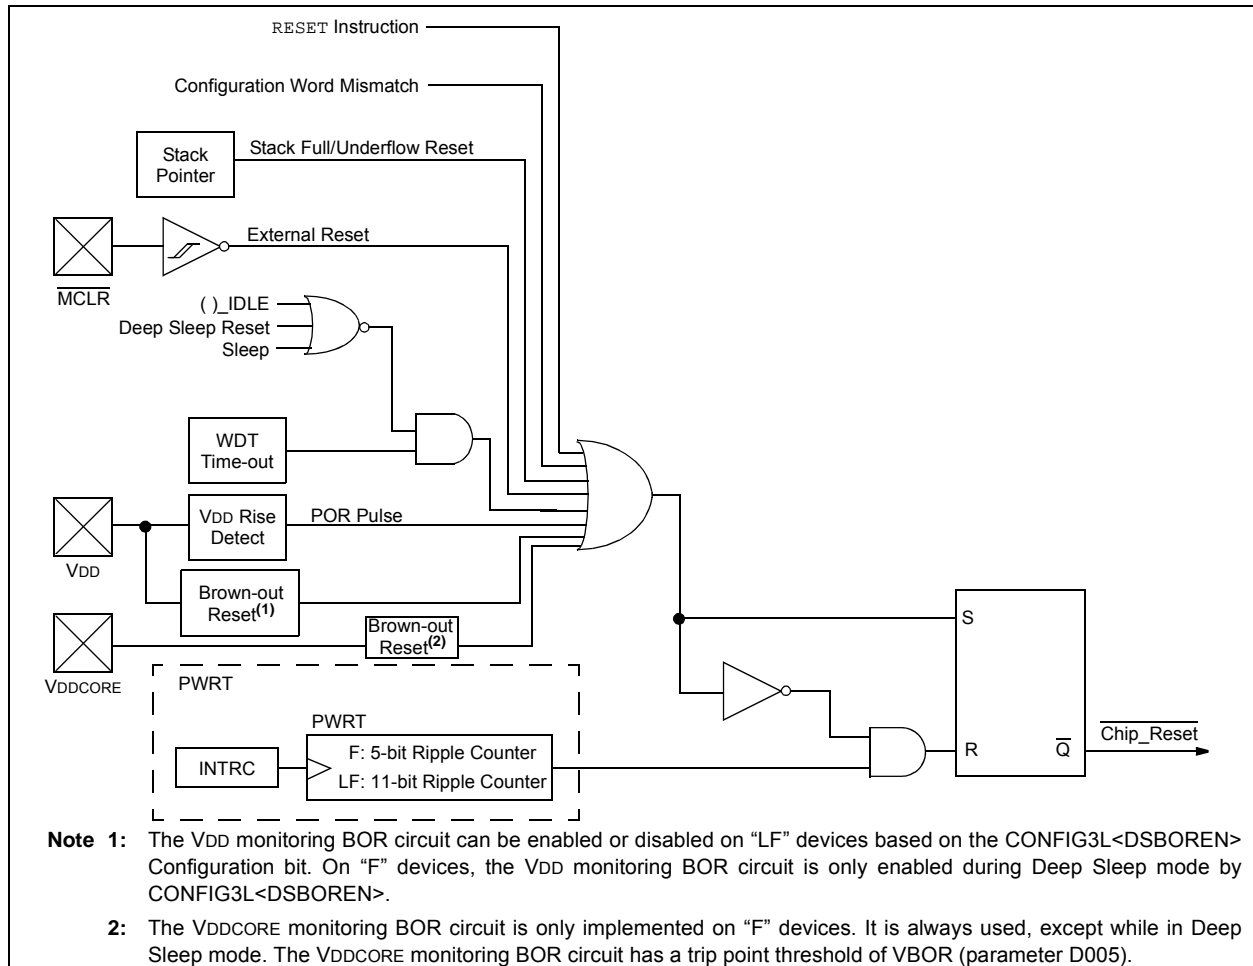 RESET Instruction
Configuration Word Mismatch
Stack
Pointer
Stack Full/Underflow Reset
External Reset
MCLR
( )_IDLE
Deep Sleep Reset
Sleep
WDT
Time-out
VDD Rise
Detect
POR Pulse
VDD
Brown-out
Reset(1)
Brown-out
Reset(2)
VDDCORE
S
PWRT
PWRT
INTRC
F: 5-bit Ripple Counter
LF: 11-bit Ripple Counter
R
Q
Chip_Reset
Note 1: The VDD monitoring BOR circuit can be enabled or disabled on “LF” devices based on the CONFIG3L<DSBOREN>
Configuration bit. On “F” devices, the VDD monitoring BOR circuit is only enabled during Deep Sleep mode by
CONFIG3L<DSBOREN>.
2: The VDDCORE monitoring BOR circuit is only implemented on “F” devices. It is always used, except while in Deep
Sleep mode. The VDDCORE monitoring BOR circuit has a trip point threshold of VBOR (parameter D005).